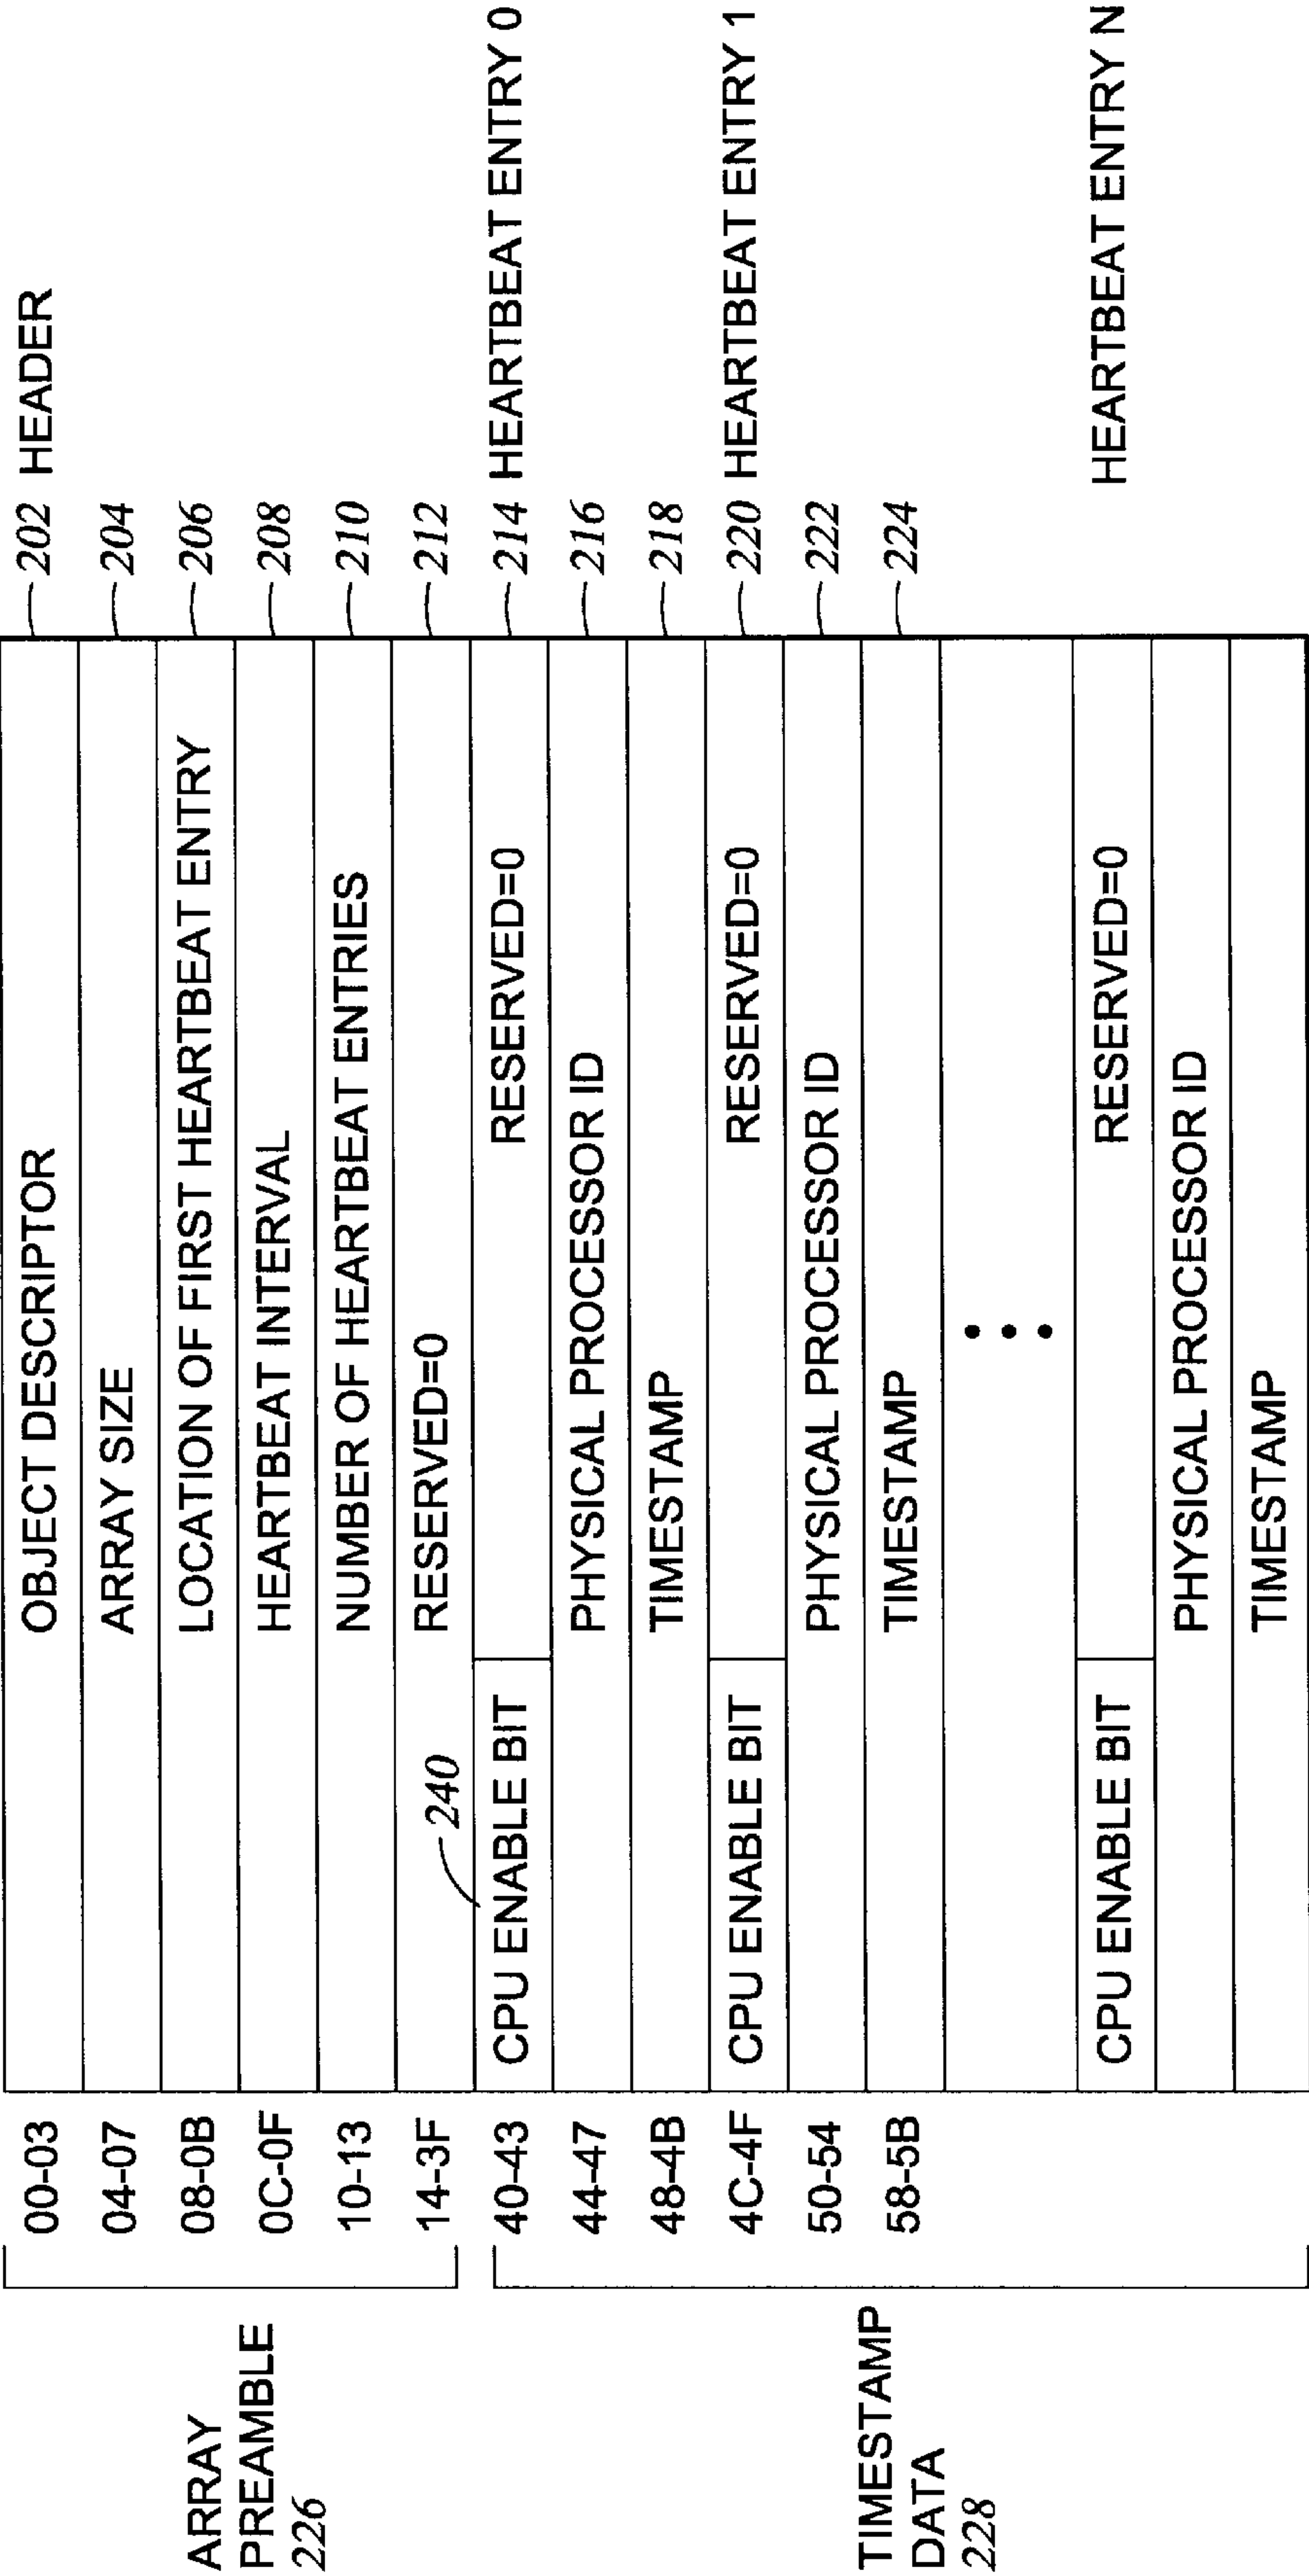 00-03 OBJECT DESCRIPTOR 202 HEADER
04-07 ARRAY SIZE 204
08-0B LOCATION OF FIRST HEARTBEAT ENTRY 206
0C-0F HEARTBEAT INTERVAL 208
10-13 NUMBER OF HEARTBEAT ENTRIES 210
14-3F RESERVED=0 212
ARRAY
PREAMBLE
226
240
40-43 CPU ENABLE BIT RESERVED=0 214 HEARTBEAT ENTRY 0
44-47 PHYSICAL PROCESSOR ID 216
48-4B TIMESTAMP 218
4C-4F CPU ENABLE BIT RESERVED=0 220 HEARTBEAT ENTRY 1
50-54 PHYSICAL PROCESSOR ID 222
58-5B TIMESTAMP 224
TIMESTAMP
DATA
228
CPU ENABLE BIT RESERVED=0 HEARTBEAT ENTRY N
PHYSICAL PROCESSOR ID
TIMESTAMP